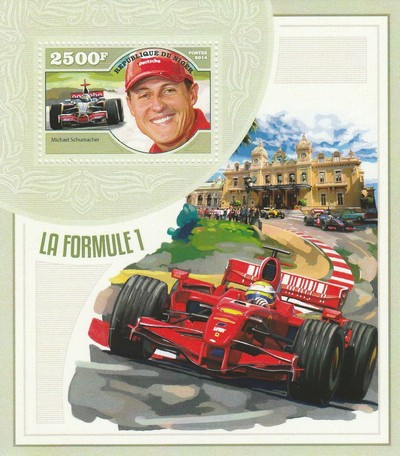 2500F
REPUBLIQUE DU NIGER
POSTES
2014
Michael Schumacher
LA FORMULE 1